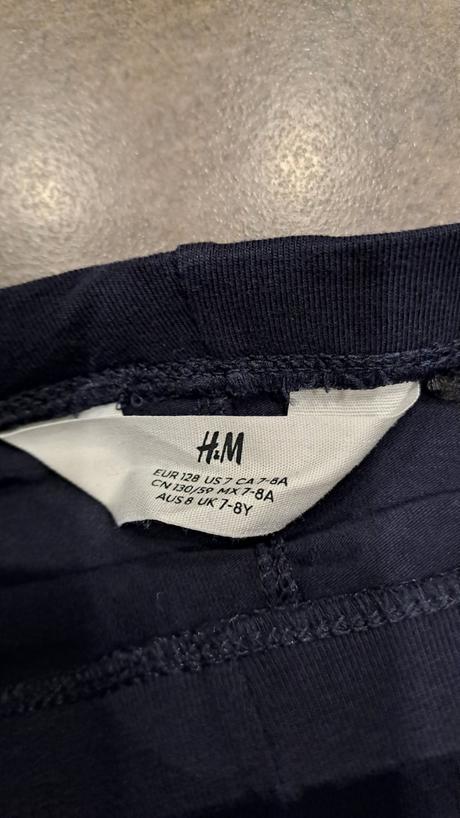 H&M
EUR 128 US 7 CA 7-8A
CN 130/59 MX 7-8A
AUS 8 UK 7-8Y